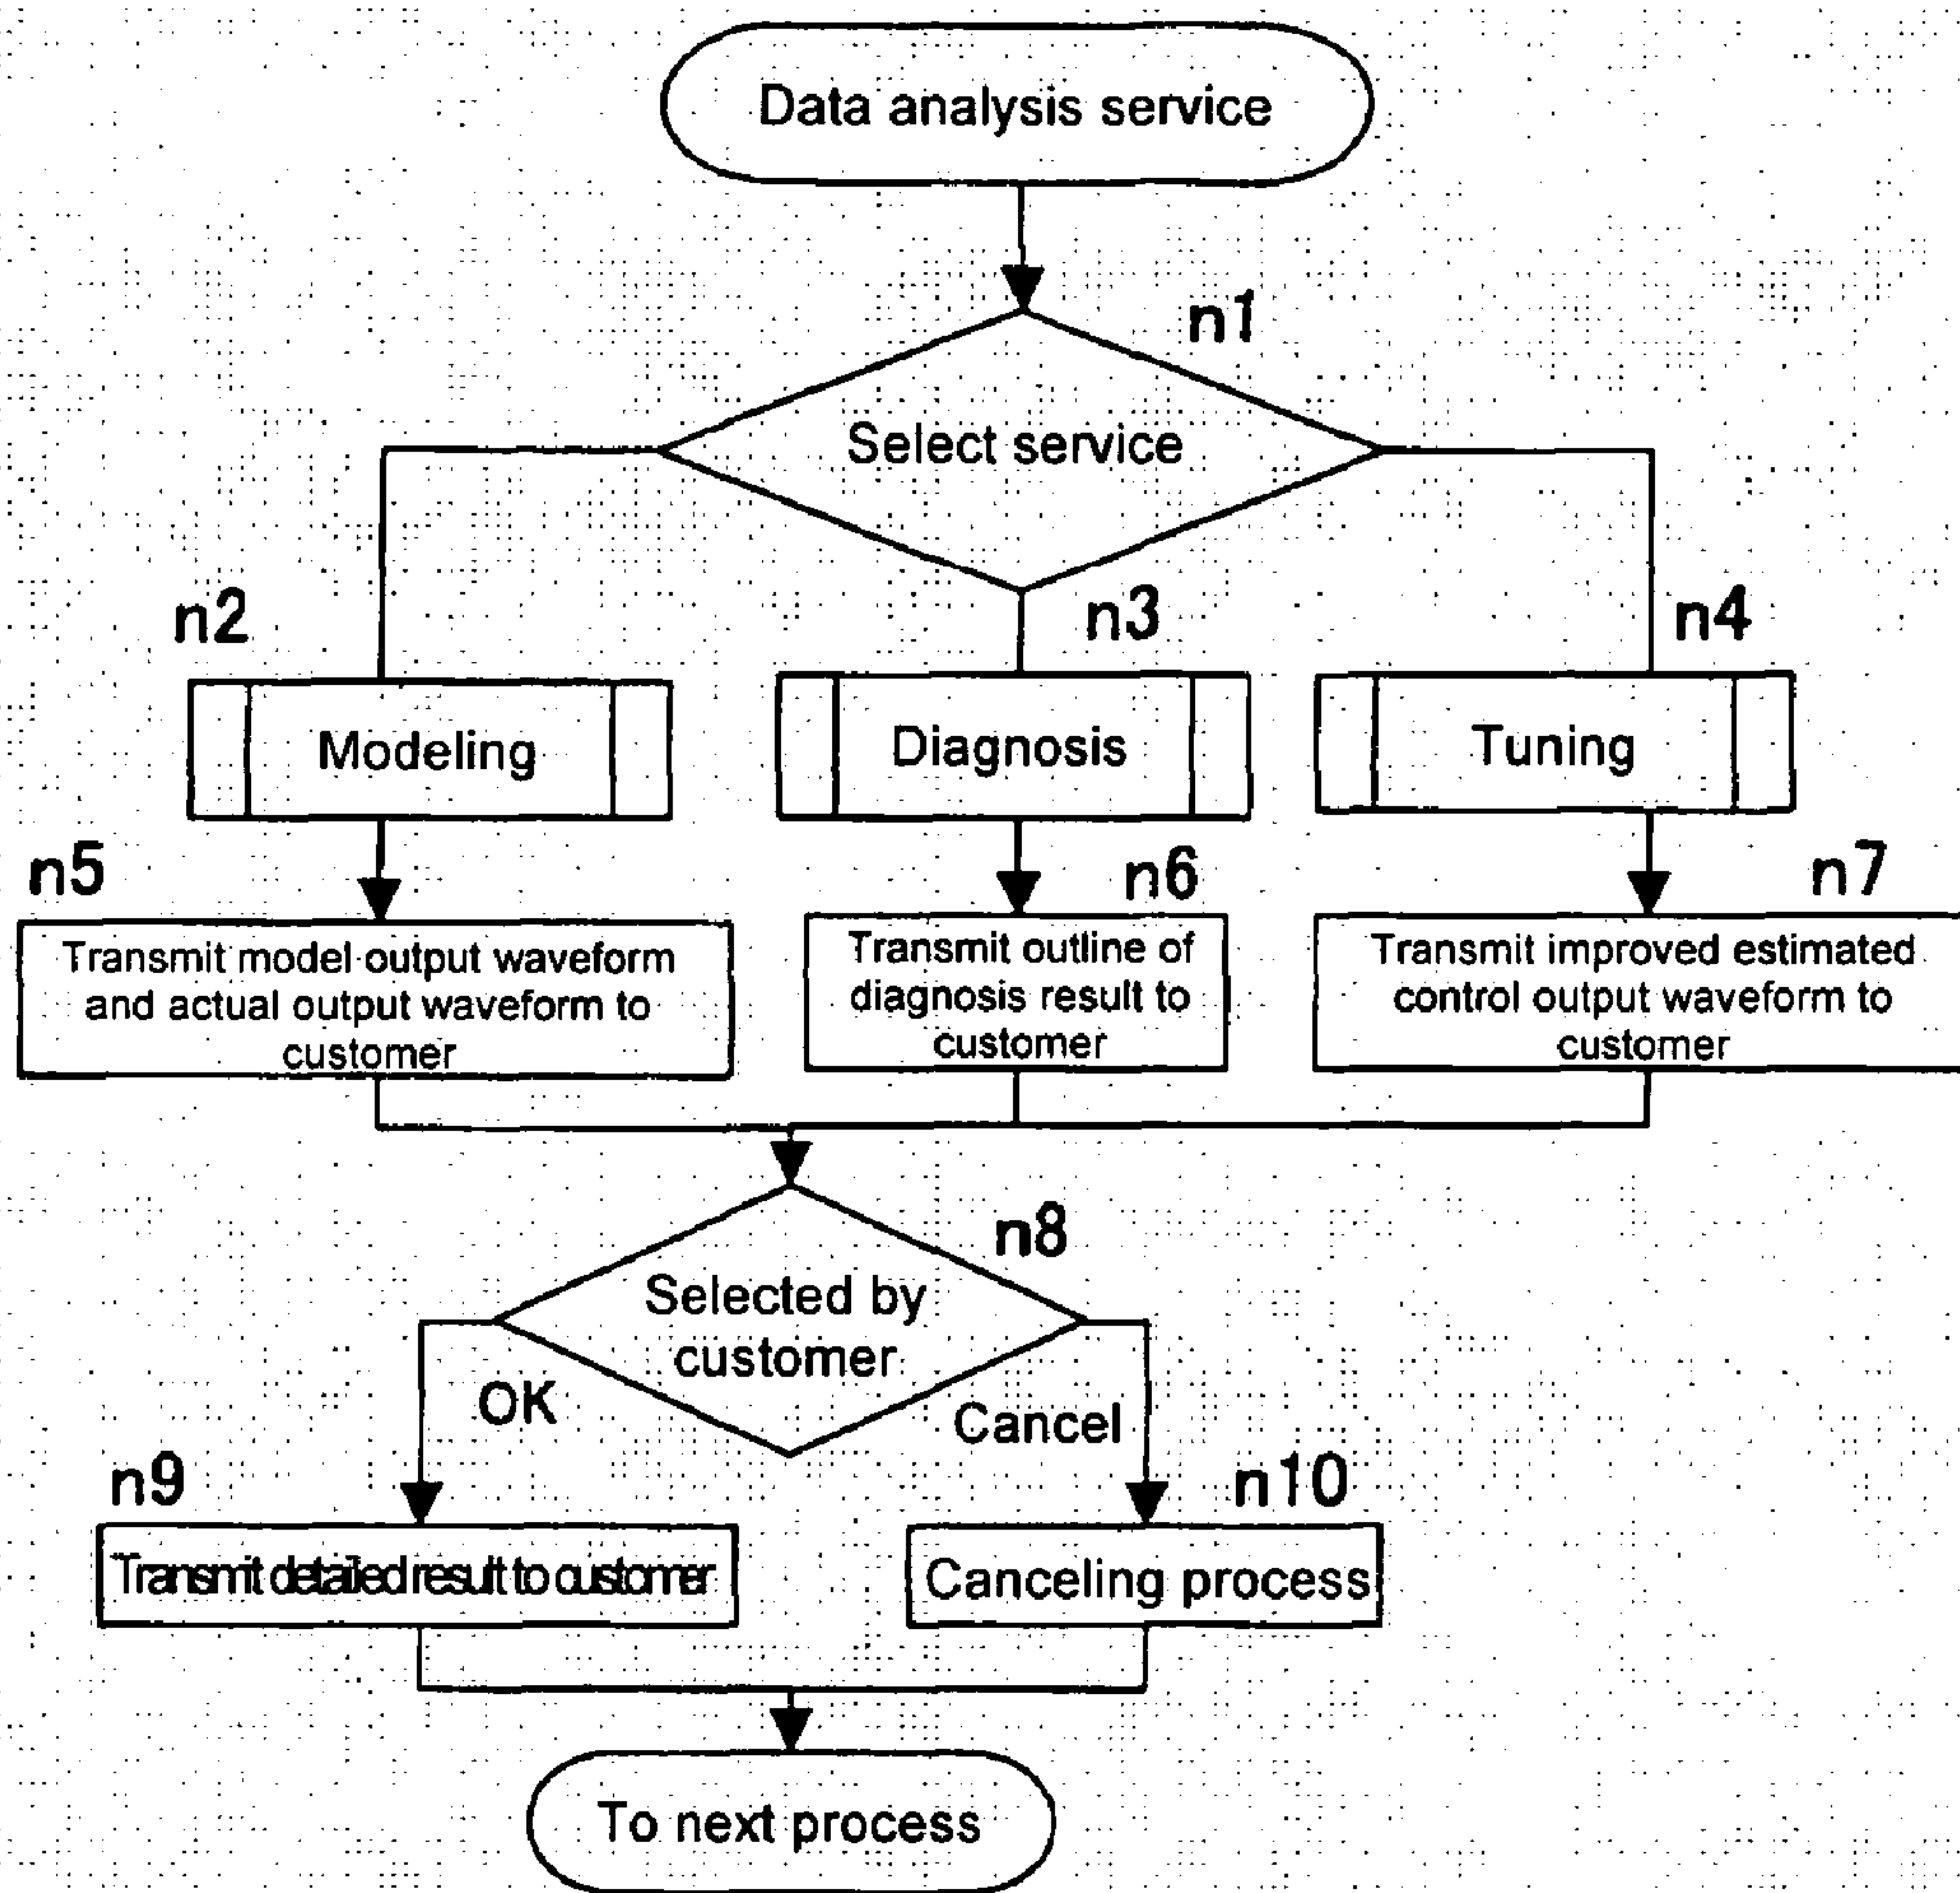 Data analysis service
n1
Select service
n2
n3
n4
Modeling
Diagnosis
Tuning
n5
n6
n7
Transmit model output waveform
and actual output waveform to
customer
Transmit outline of
diagnosis result to
customer
Transmit improved estimated
control output waveform to
customer
n8
Selected by
customer
OK
Cancel
n9
n10
Transmit detailed result to customer
Canceling process
To next process